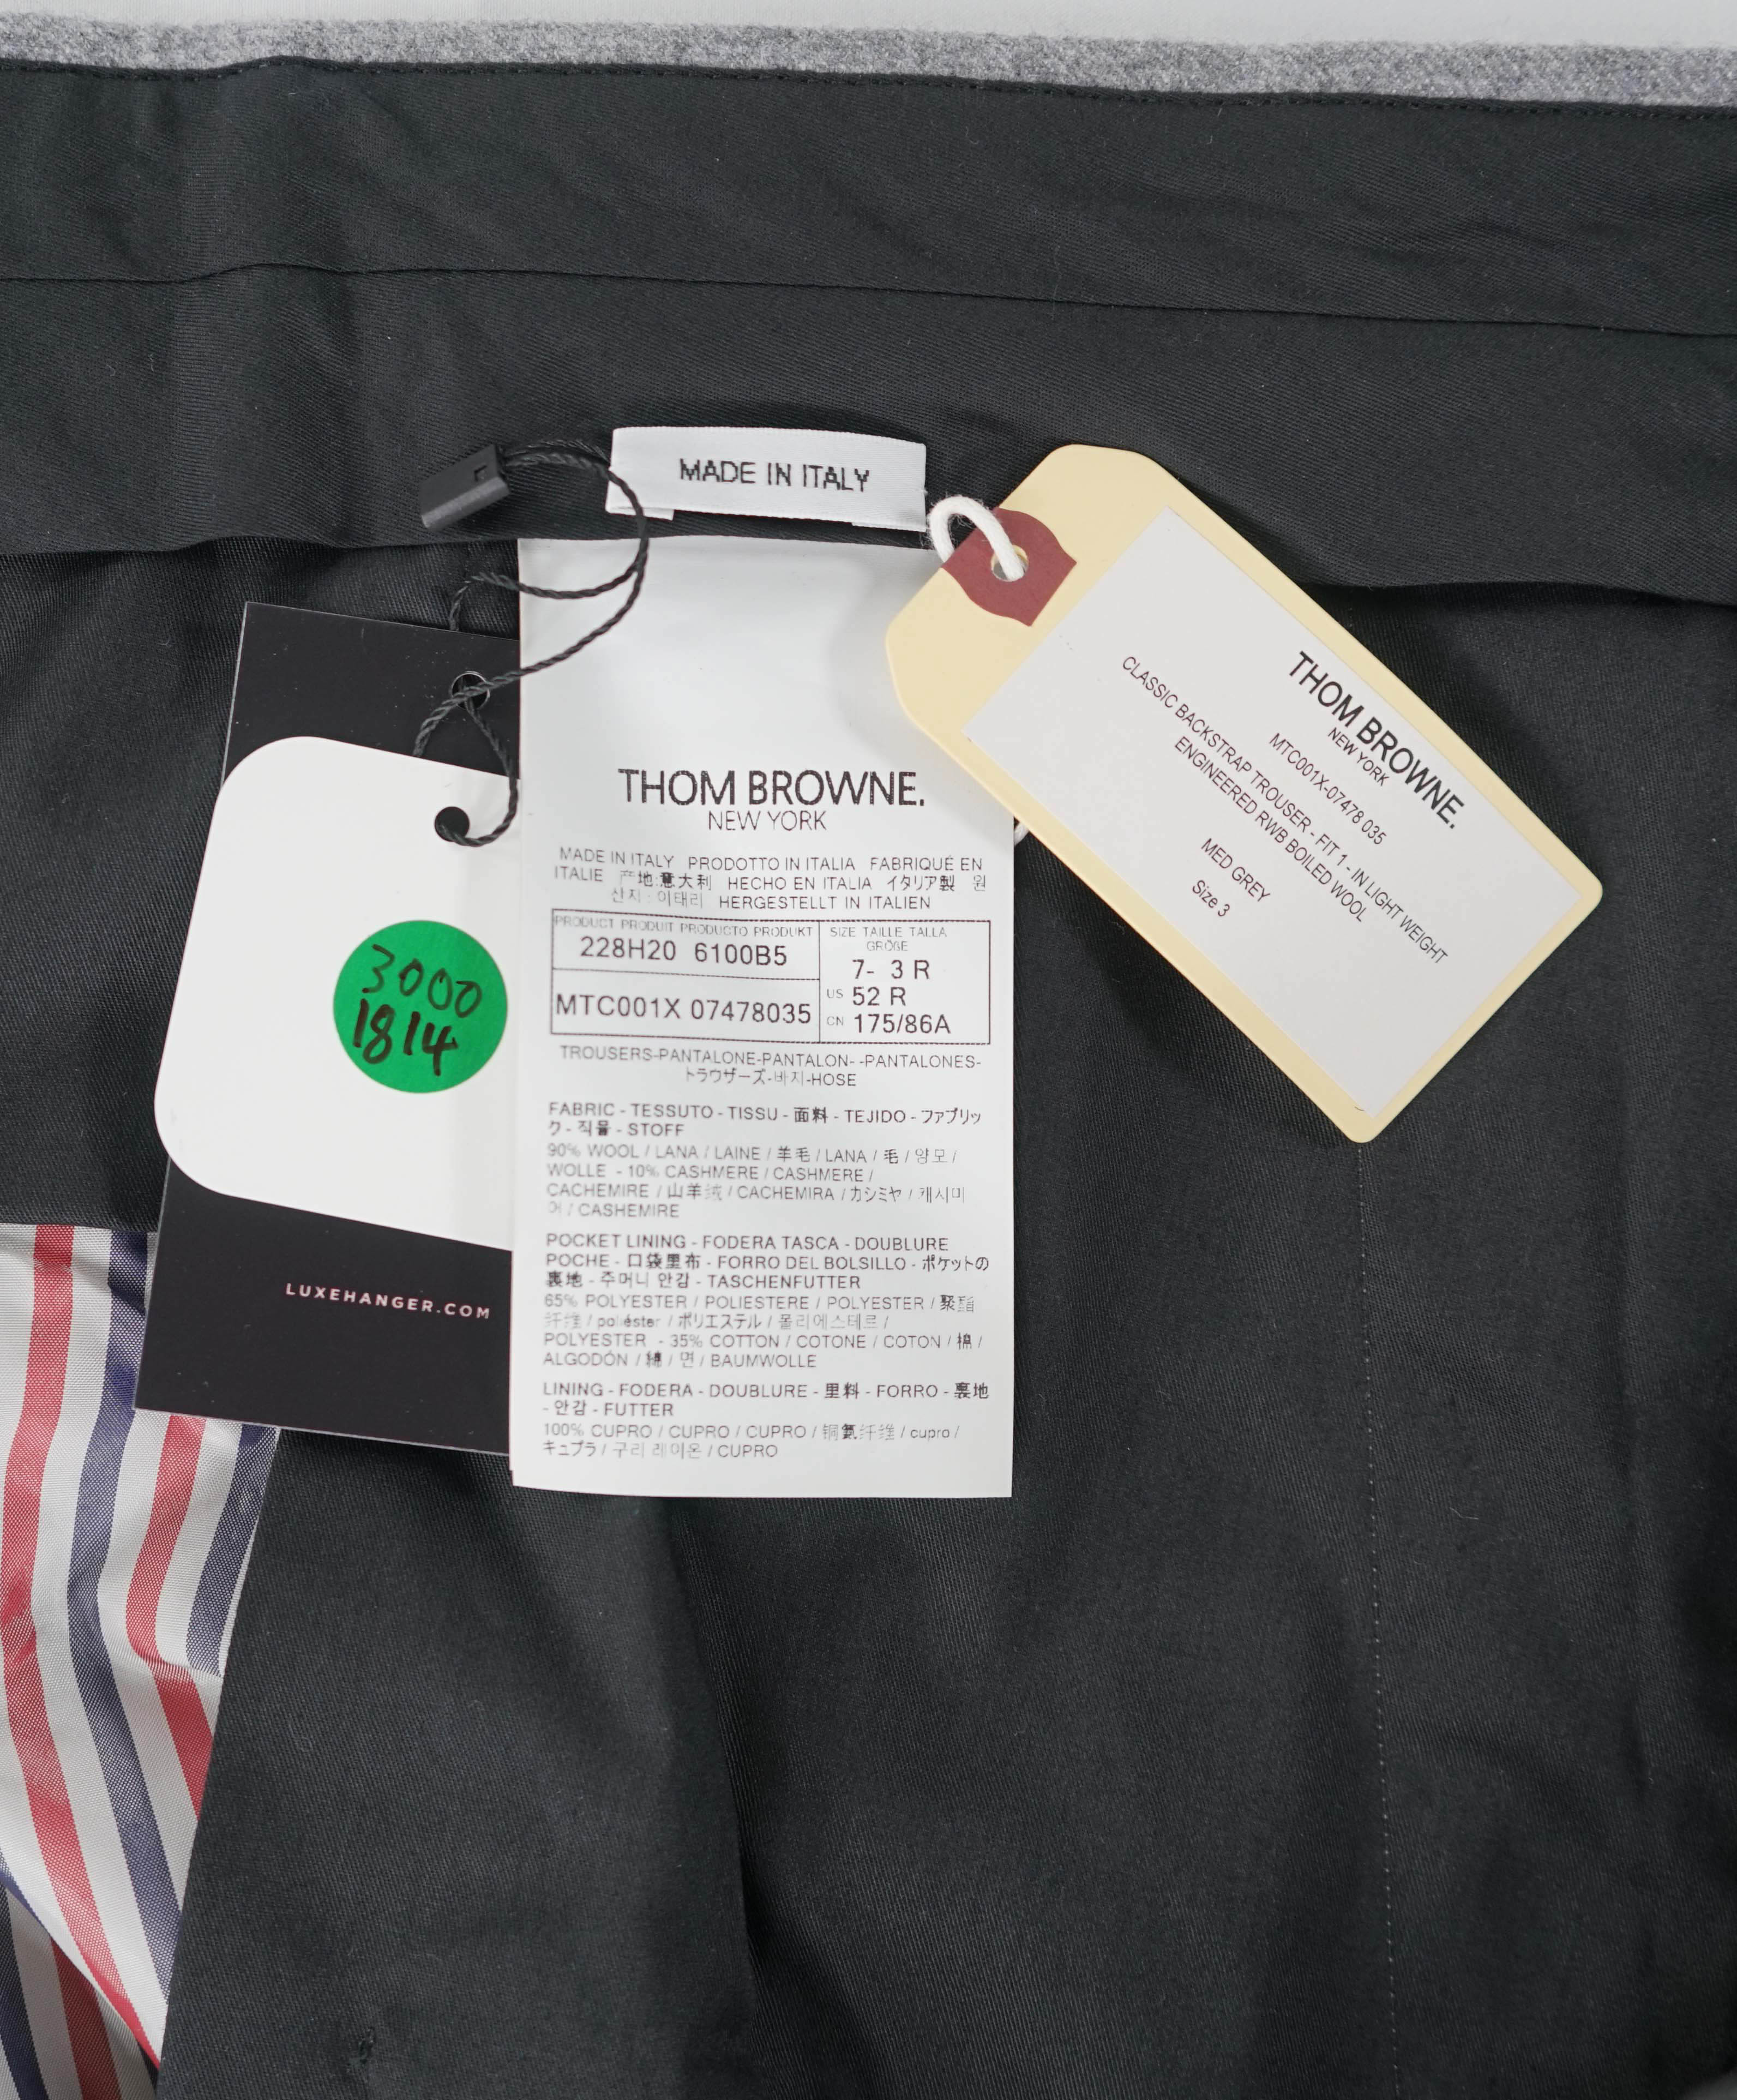 MADE IN ITALY
THOM BROWNE.
NEW YORK
MADE IN ITALY PRODOTTO IN ITALIA FABRIQUÉ EN
ITALIE 产地:意大利 HECHO EN ITALIA イタリア製 원
산지 : 이태리 HERGESTELLT IN ITALIEN
PRODUCT PRODUIT PRODUCTO PRODUKT
228H20 6100B5
MTC001X 07478035
SIZE TAILLE TALLA
GRÖßE
7- 3 R
US 52 R
CN 175/86A
TROUSERS-PANTALONE-PANTALON- -PANTALONES-
トラウザーズ-바지-HOSE
FABRIC - TESSUTO - TISSU - 面料 - TEJIDO - ファブリッ
ク - 직물 - STOFF
90% WOOL / LANA / LAINE / 羊毛 / LANA / 毛 / 양모 /
WOLLE - 10% CASHMERE / CASHMERE /
CACHEMIRE / 山羊绒 / CACHEMIRA / カシミヤ / 캐시미
어 / CASHEMIRE
POCKET LINING - FODERA TASCA - DOUBLURE
POCHE - 口袋里布 - FORRO DEL BOLSILLO - ポケットの
裏地 - 주머니 안감 - TASCHENFUTTER
65% POLYESTER / POLIESTERE / POLYESTER / 聚酯
纤维 / poliéster / ポリエステル / 폴리에스테르 /
POLYESTER - 35% COTTON / COTONE / COTON / 棉 /
ALGODÓN / 綿 / 면 / BAUMWOLLE
LINING - FODERA - DOUBLURE - 里料 - FORRO - 裏地
- 안감 - FUTTER
100% CUPRO / CUPRO / CUPRO / 铜氨纤维 / cupro /
キュプラ / 구리 레이온 / CUPRO
THOM BROWNE.
NEW YORK
MTC001X-07478 035
CLASSIC BACKSTRAP TROUSER - FIT 1 - IN LIGHT WEIGHT
ENGINEERED RWB BOILED WOOL
MED GREY
Size 3
3000
1814
LUXEHANGER.COM